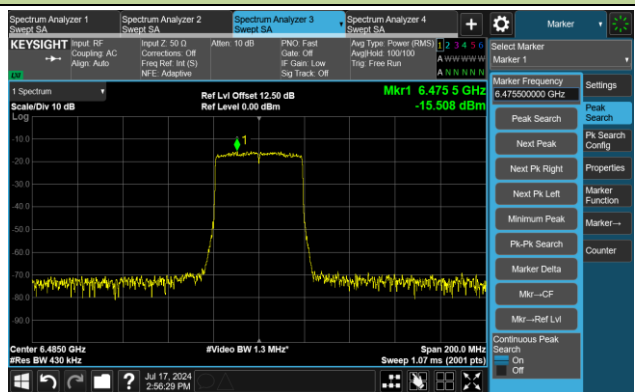 Spectrum Analyzer 1
Swept SA
Spectrum Analyzer 2
Swept SA
Spectrum Analyzer 3
Swept SA
Spectrum Analyzer 4
Swept SA
+
Marker
KEYSIGHT
Input: RF
Coupling: AC
Align: Auto
Input Z: 50 Ω
Corrections: Off
Freq Ref: Int (S)
NFE: Adaptive
Atten: 10 dB
PNO: Fast
Gate: Off
IF Gain: Low
Sig Track: Off
Avg Type: Power (RMS)
Avg|Hold: 100/100
Trig: Free Run
1 2 3 4 5 6
A W W W W W
A N N N N N
Select Marker
Marker 1
1 Spectrum
Scale/Div 10 dB
Log
Ref Lvl Offset 12.50 dB
Ref Level 0.00 dBm
Mkr1 6.475 5 GHz
-15.508 dBm
1
-10.0
-20.0
-30.0
-40.0
-50.0
-60.0
-70.0
-80.0
-90.0
Center 6.4850 GHz
#Res BW 430 kHz
#Video BW 1.3 MHz*
Span 200.0 MHz
Sweep 1.07 ms (2001 pts)
Marker Frequency
6.475500000 GHz
Peak Search
Next Peak
Next Pk Right
Next Pk Left
Minimum Peak
Pk-Pk Search
Marker Delta
Mkr→CF
Mkr→Ref Lvl
Continuous Peak
Search
On
Off
Settings
Peak
Search
Pk Search
Config
Properties
Marker
Function
Marker→
Counter
?
Jul 17, 2024
2:56:29 PM